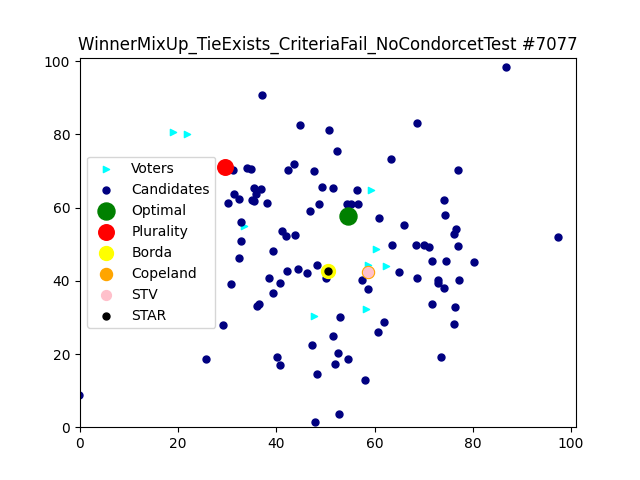 WinnerMixUp_TieExists_CriteriaFail_NoCondorcetTest #7077
100
80
60
40
20
0
Voters
Candidates
Optimal
Plurality
Borda
Copeland
STV
STAR
0 20 40 60 80 100